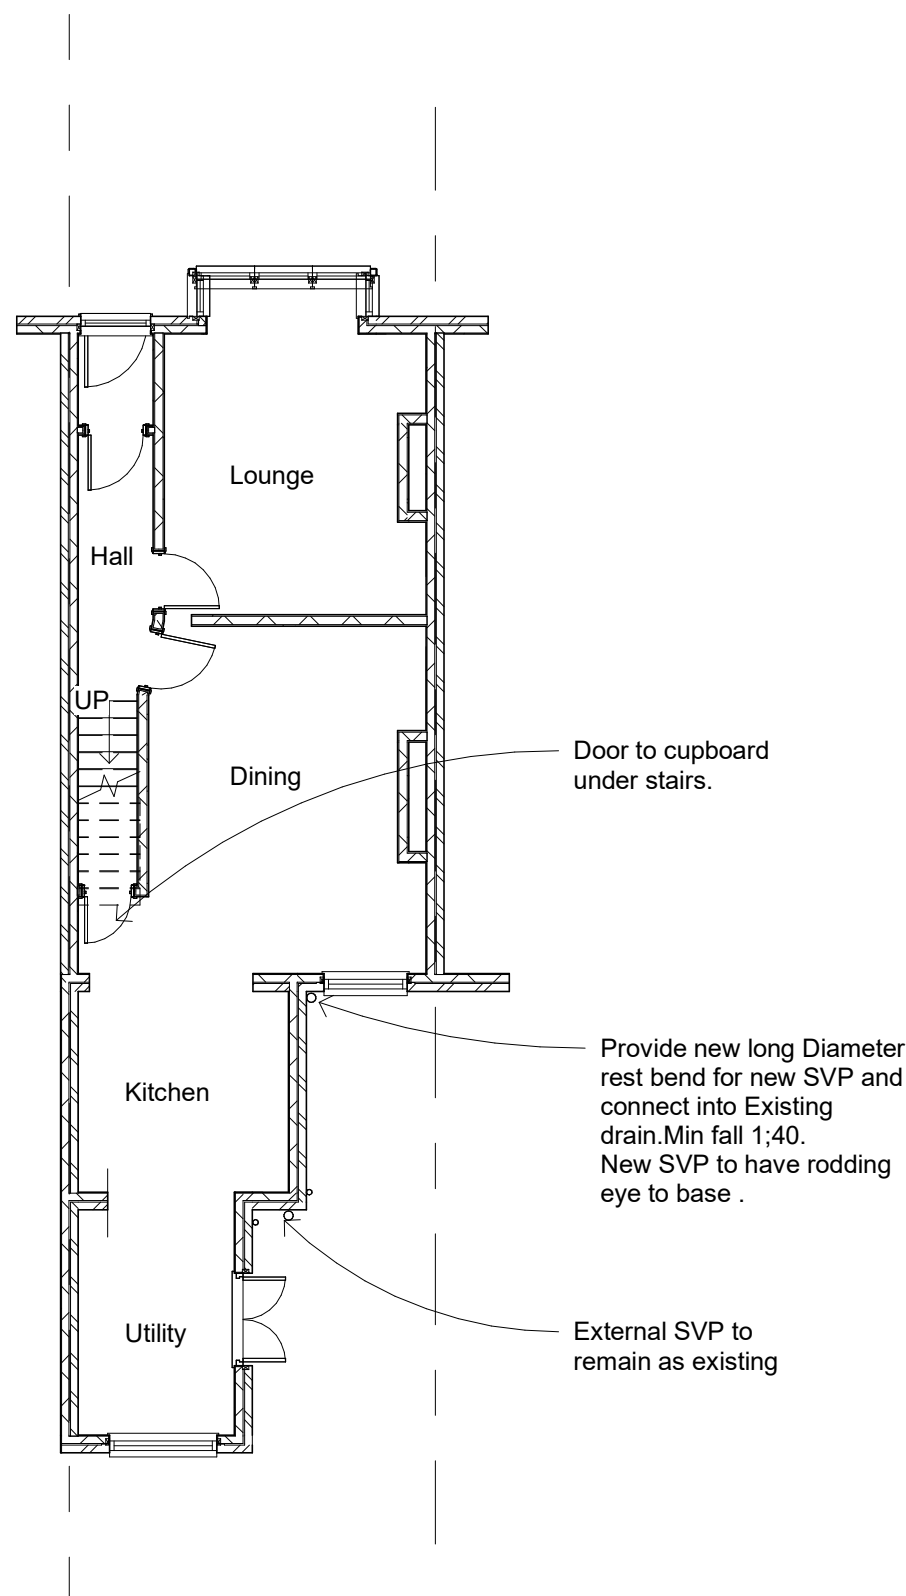 Lounge
Hall
UP
Dining
Door to cupboard
under stairs.
Provide new long Diameter
rest bend for new SVP and
connect into Existing
drain.Min fall 1;40.
New SVP to have rodding
eye to base .
Kitchen
Utility
External SVP to
remain as existing